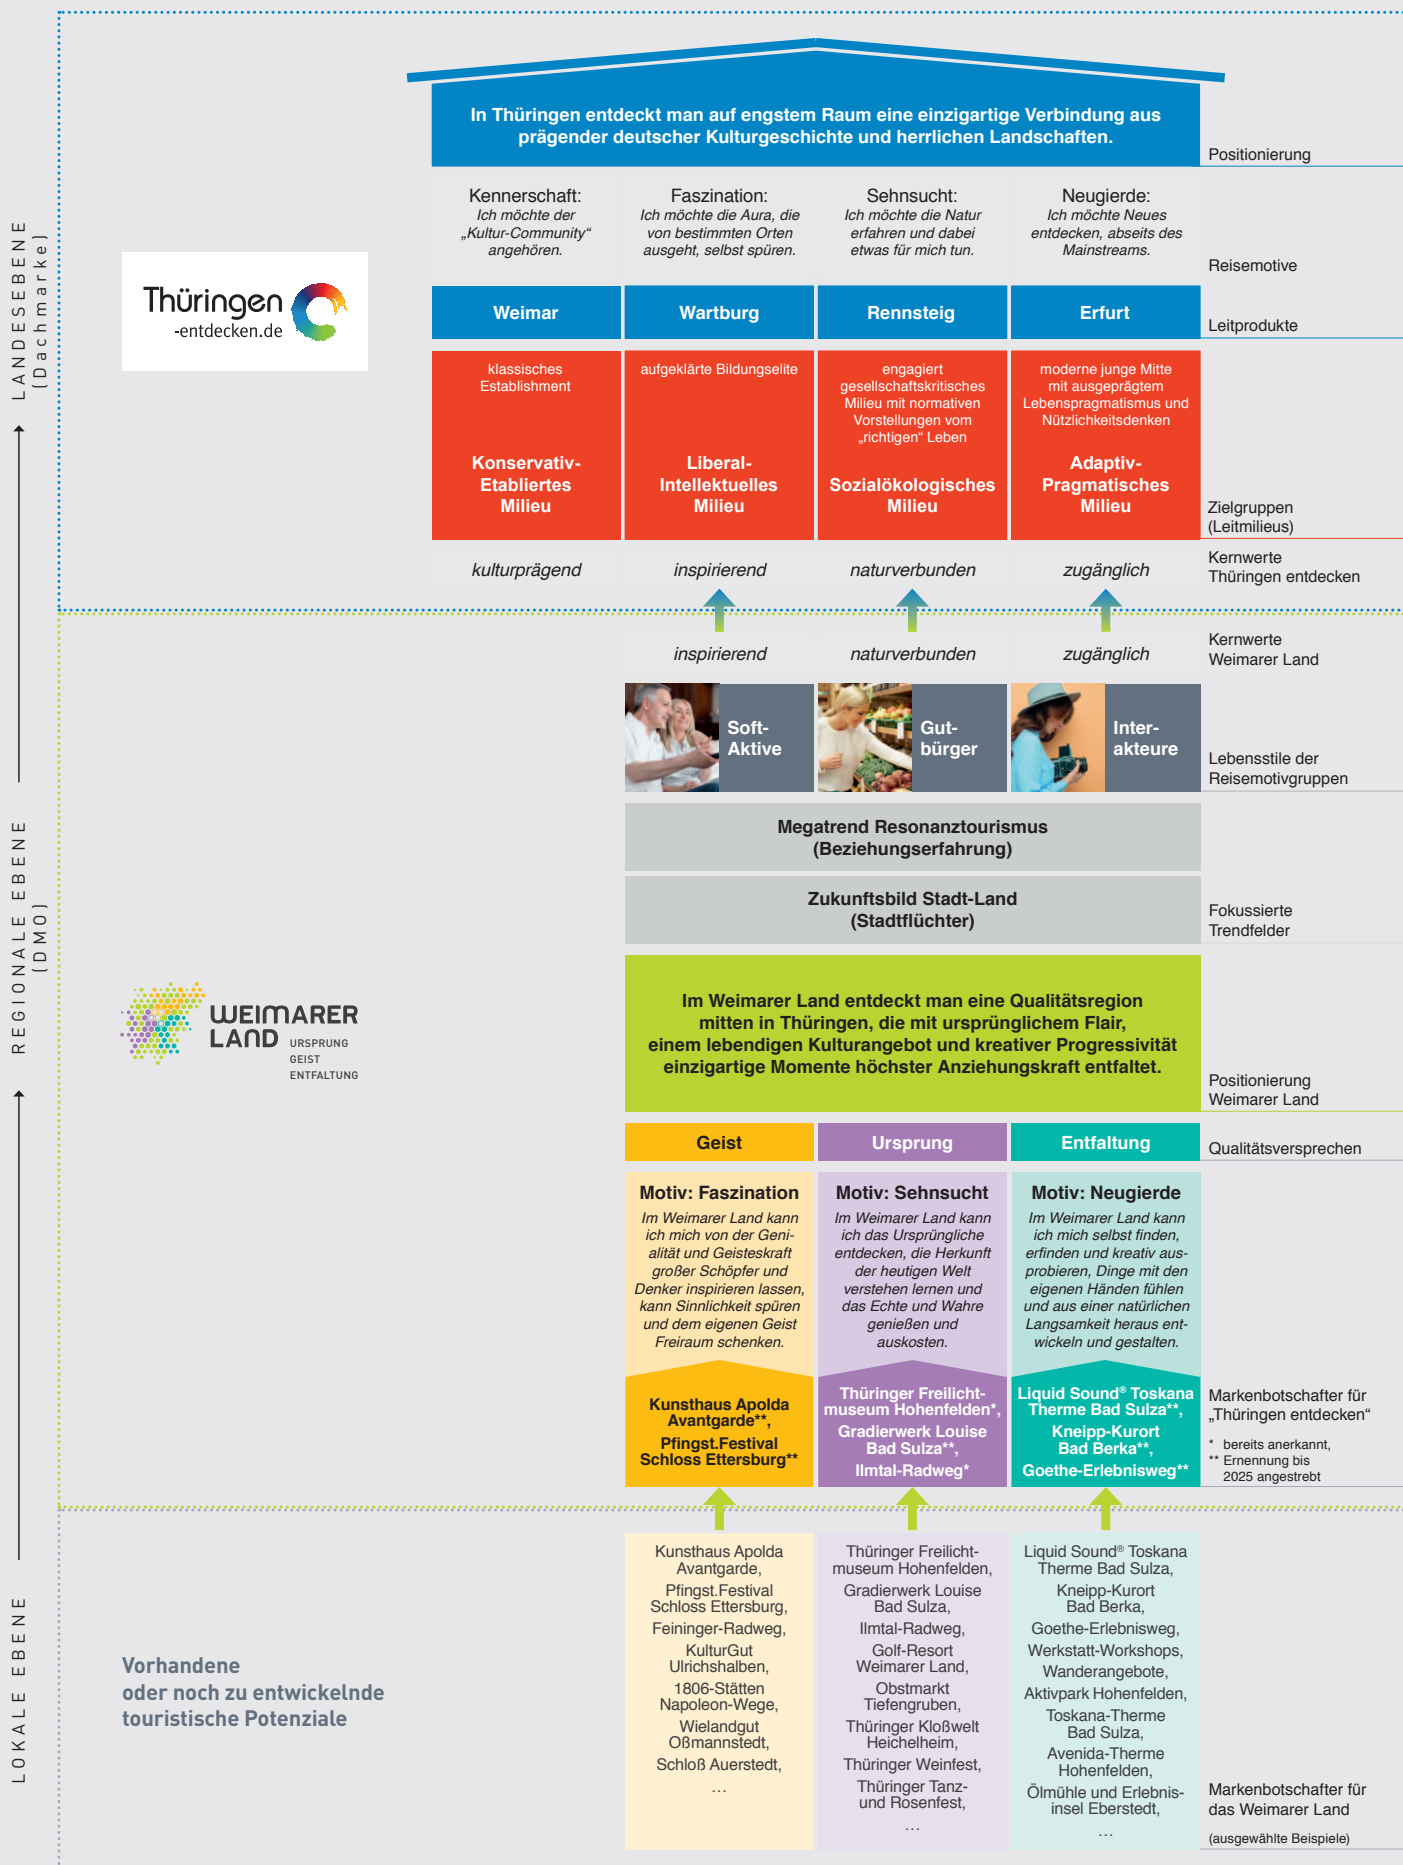 In Thüringen entdeckt man auf engstem Raum eine einzigartige Verbindung aus
prägender deutscher Kulturgeschichte und herrlichen Landschaften.
Positionierung
LANDESEBENE
(Dachmarke)
Thüringen
-entdecken.de
Kennerschaft:
Ich möchte der
„Kultur-Community“
angehören.
Faszination:
Ich möchte die Aura, die
von bestimmten Orten
ausgeht, selbst spüren.
Sehnsucht:
Ich möchte die Natur
erfahren und dabei
etwas für mich tun.
Neugierde:
Ich möchte Neues
entdecken, abseits des
Mainstreams.
Reisemotive
Weimar
Wartburg
Rennsteig
Erfurt
Leitprodukte
klassisches
Establishment
Konservativ-
Etabliertes
Milieu
aufgeklärte Bildungselite
Liberal-
Intellektuelles
Milieu
engagiert
gesellschaftskritisches
Milieu mit normativen
Vorstellungen vom
„richtigen“ Leben
Sozialökologisches
Milieu
moderne junge Mitte
mit ausgeprägtem
Lebenspragmatismus und
Nützlichkeitsdenken
Adaptiv-
Pragmatisches
Milieu
Zielgruppen
(Leitmilieus)
kulturprägend
inspirierend
naturverbunden
zugänglich
Kernwerte
Thüringen entdecken
REGIONALE EBENE
(DMO)
WEIMARER
LAND
URSPRUNG
GEIST
ENTFALTUNG
inspirierend
naturverbunden
zugänglich
Kernwerte
Weimarer Land
Soft-
Aktive
Gut-
bürger
Inter-
akteure
Lebensstile der
Reisemotivgruppen
Megatrend Resonanztourismus
(Beziehungserfahrung)
Zukunftsbild Stadt-Land
(Stadtflüchter)
Fokussierte
Trendfelder
Im Weimarer Land entdeckt man eine Qualitätsregion
mitten in Thüringen, die mit ursprünglichem Flair,
einem lebendigen Kulturangebot und kreativer Progressivität
einzigartige Momente höchster Anziehungskraft entfaltet.
Positionierung
Weimarer Land
Geist
Ursprung
Entfaltung
Qualitätsversprechen
Motiv: Faszination
Im Weimarer Land kann
ich mich von der Geni-
alität und Geisteskraft
großer Schöpfer und
Denker inspirieren lassen,
kann Sinnlichkeit spüren
und dem eigenen Geist
Freiraum schenken.
Motiv: Sehnsucht
Im Weimarer Land kann
ich das Ursprüngliche
entdecken, die Herkunft
der heutigen Welt
verstehen lernen und
das Echte und Wahre
genießen und
auskosten.
Motiv: Neugierde
Im Weimarer Land kann
ich mich selbst finden,
erfinden und kreativ aus-
probieren, Dinge mit den
eigenen Händen fühlen
und aus einer natürlichen
Langsamkeit heraus ent-
wickeln und gestalten.
Kunsthaus Apolda
Avantgarde**,
Pfingst.Festival
Schloss Ettersburg**
Thüringer Freilicht-
museum Hohenfelden*,
Gradierwerk Louise
Bad Sulza**,
Ilmtal-Radweg*
Liquid Sound® Toskana
Therme Bad Sulza**,
Kneipp-Kurort
Bad Berka**,
Goethe-Erlebnisweg**
Markenbotschafter für
„Thüringen entdecken“
* bereits anerkannt,
** Ernennung bis
2025 angestrebt
LOKALE EBENE
Vorhandene
oder noch zu entwickelnde
touristische Potenziale
Kunsthaus Apolda
Avantgarde,
Pfingst.Festival
Schloss Ettersburg,
Feininger-Radweg,
KulturGut
Ulrichshalben,
1806-Stätten
Napoleon-Wege,
Wielandgut
Oßmannstedt,
Schloß Auerstedt,
…
Thüringer Freilicht-
museum Hohenfelden,
Gradierwerk Louise
Bad Sulza,
Ilmtal-Radweg,
Golf-Resort
Weimarer Land,
Obstmarkt
Tiefengruben,
Thüringer Kloßwelt
Heichelheim,
Thüringer Weinfest,
Thüringer Tanz-
und Rosenfest,
…
Liquid Sound® Toskana
Therme Bad Sulza,
Kneipp-Kurort
Bad Berka,
Goethe-Erlebnisweg,
Werkstatt-Workshops,
Wanderangebote,
Aktivpark Hohenfelden,
Toskana-Therme
Bad Sulza,
Avenida-Therme
Hohenfelden,
Ölmühle und Erlebnis-
insel Eberstedt,
…
Markenbotschafter für
das Weimarer Land
(ausgewählte Beispiele)